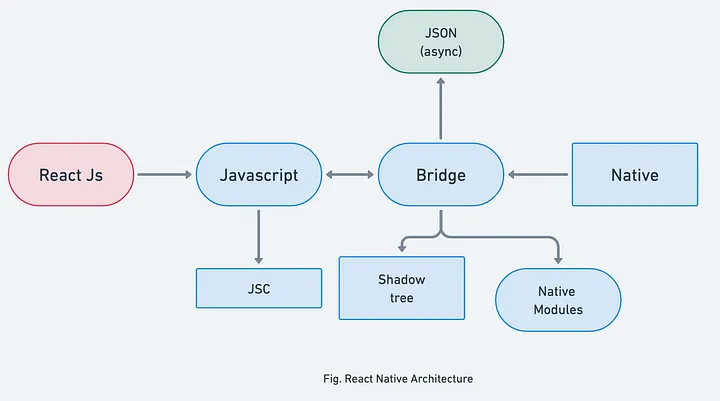 JSON
(async)
React Js
Javascript
Bridge
Native
JSC
Shadow
tree
Native
Modules
Fig. React Native Architecture